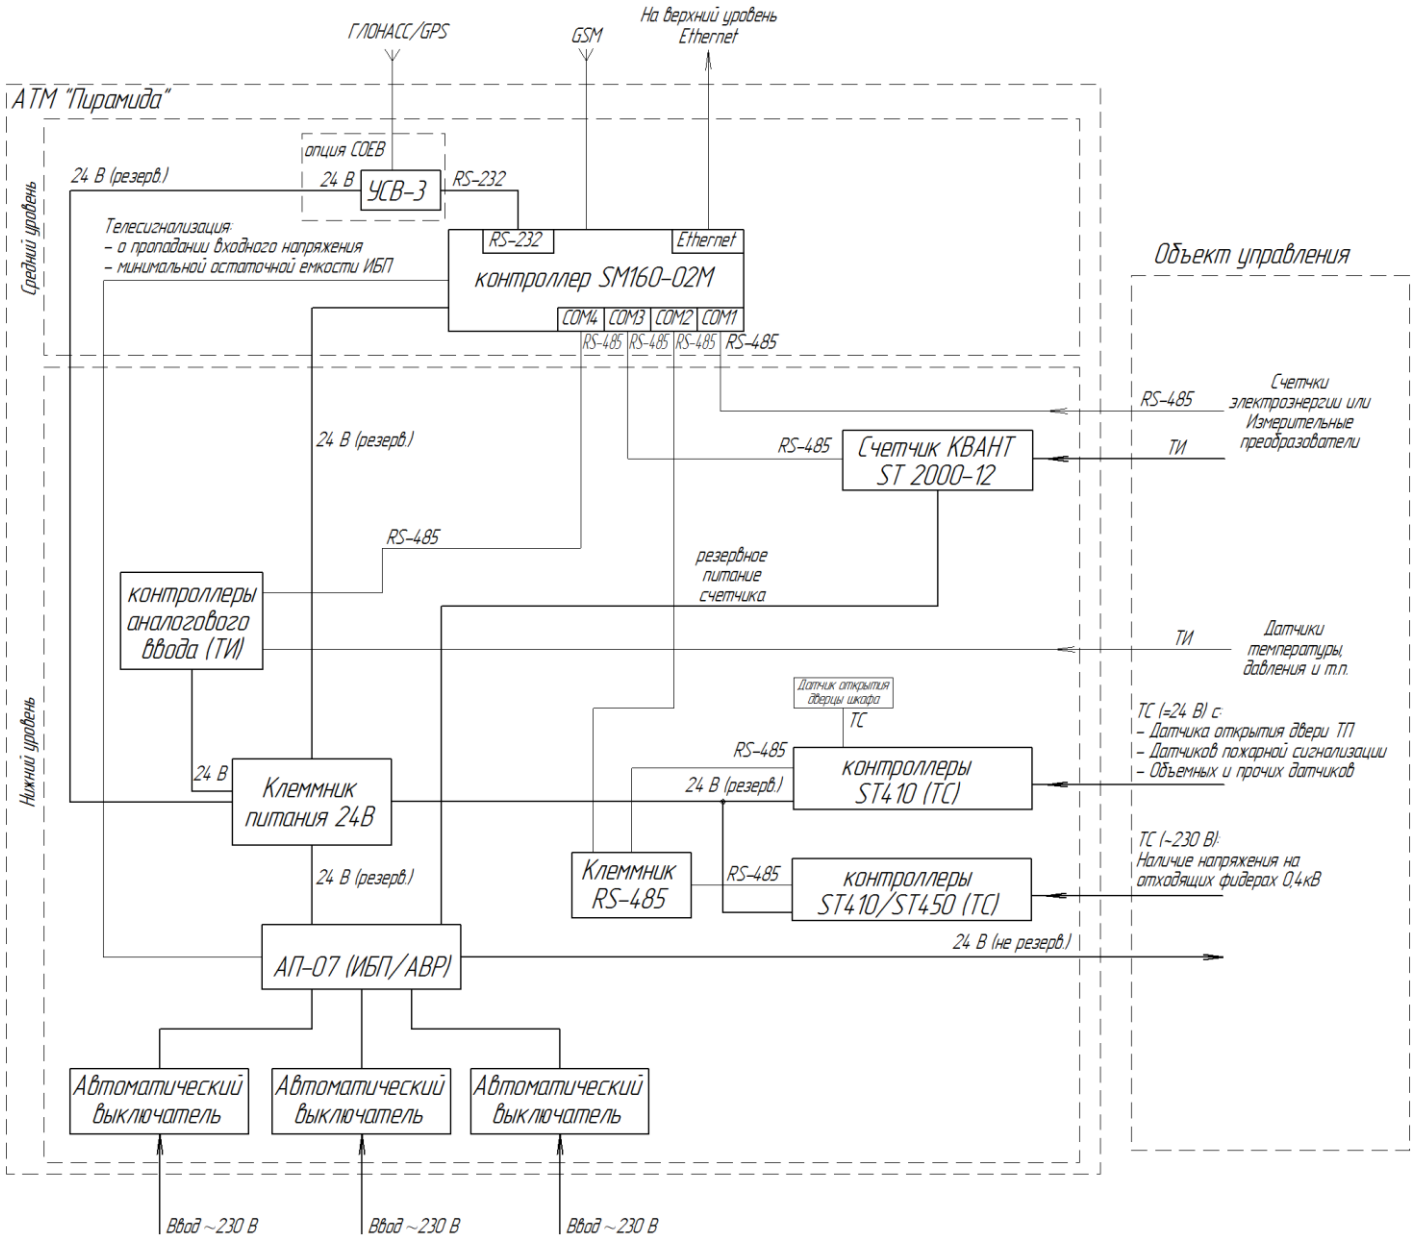 ГЛОНАСС/GPS
GSM
На верхний уровень
Ethernet
АТМ "Пирамида"
Средний уровень
опция СОЕВ
24 В (резерв.)
24 В
УСВ-3
RS-232
Телесигнализация:
- о пропадании входного напряжения
- минимальной остаточной емкости ИБП
RS-232
Ethernet
контроллер SM160-02M
COM4
COM3
COM2
COM1
RS-485
RS-485
RS-485
RS-485
Объект управления
Нижний уровень
24 В (резерв.)
RS-485
Счетчик КВАНТ
ST 2000-12
RS-485
ТИ
Счетчки
электроэнергии или
Измерительные
преобразователи
RS-485
резервное
питание
счетчика
контроллеры
аналогового
ввода (ТИ)
ТИ
Датчики
температуры,
давления и т.п.
Датчик открытия
дверцы шкафа
ТС
ТС (=24 В) с:
- Датчика открытия двери ТП
- Датчиков пожарной сигнализации
- Объемных и прочих датчиков
24 В
Клеммник
питания 24В
RS-485
24 В (резерв.)
контроллеры
ST410 (ТС)
24 В (резерв.)
Клеммник
RS-485
RS-485
контроллеры
ST410/ST450 (ТС)
ТС (~230 В):
Наличие напряжения на
отходящих фидерах 0,4кВ
АП-07 (ИБП/АВР)
24 В (не резерв.)
Автоматический
выключатель
Автоматический
выключатель
Автоматический
выключатель
Ввод ~230 В
Ввод ~230 В
Ввод ~230 В